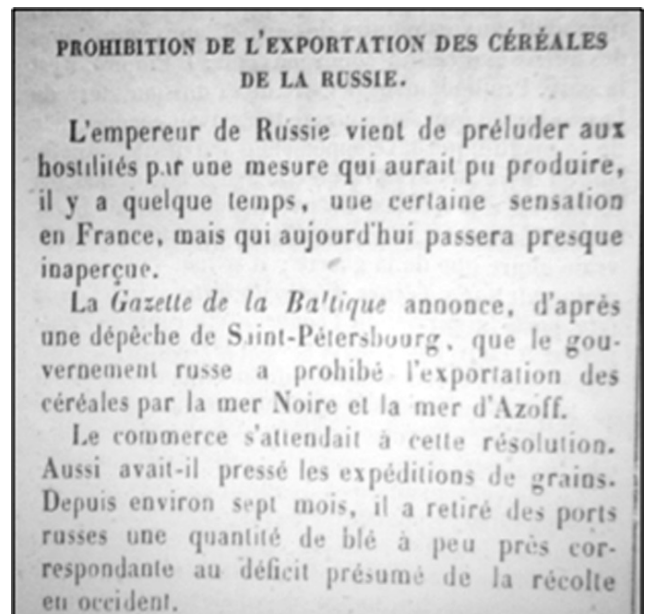 PROHIBITION DE L'EXPORTATION DES CÉRÉALES
DE LA RUSSIE.
L'empereur de Russie vient de préluder aux
hostilités par une mesure qui aurait pu produire,
il y a quelque temps, une certaine sensation
en France, mais qui aujourd'hui passera presque
inaperçue.
La Gazette de la Baltique annonce, d'après
une dépêche de Saint-Pétersbourg, que le gou-
vernement russe a prohibé l'exportation des
céréales par la mer Noire et la mer d'Azoff.
Le commerce s'attendait à cette résolution.
Aussi avait-il pressé les expéditions de grains.
Depuis environ sept mois, il a retiré des ports
russes une quantité de blé à peu près cor-
respondante au déficit présumé de la récolte
en occident.